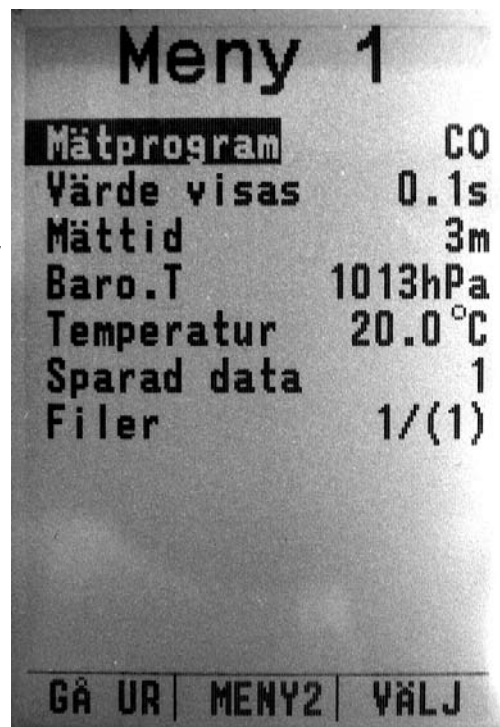 Meny 1
Mätprogram CO
Värde visas 0.1s
Mättid 3m
Baro.T 1013hPa
Temperatur 20.0°C
Sparad data 1
Filer 1/(1)
GÅ UR| MENY2| VÄLJ